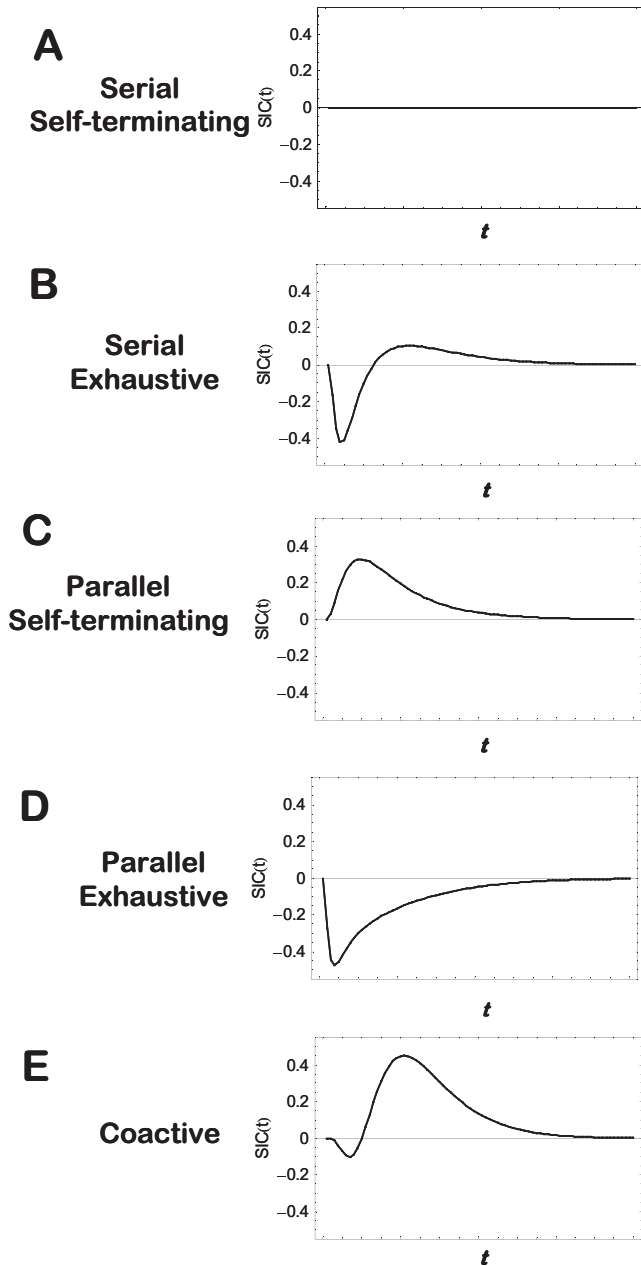 A
Serial
Self-terminating
SIC(t)
0.4
0.2
0
−0.2
−0.4
t
B
Serial
Exhaustive
SIC(t)
0.4
0.2
0
−0.2
−0.4
t
C
Parallel
Self-terminating
SIC(t)
0.4
0.2
0
−0.2
−0.4
t
D
Parallel
Exhaustive
SIC(t)
0.4
0.2
0
−0.2
−0.4
t
E
Coactive
SIC(t)
0.4
0.2
0
−0.2
−0.4
t